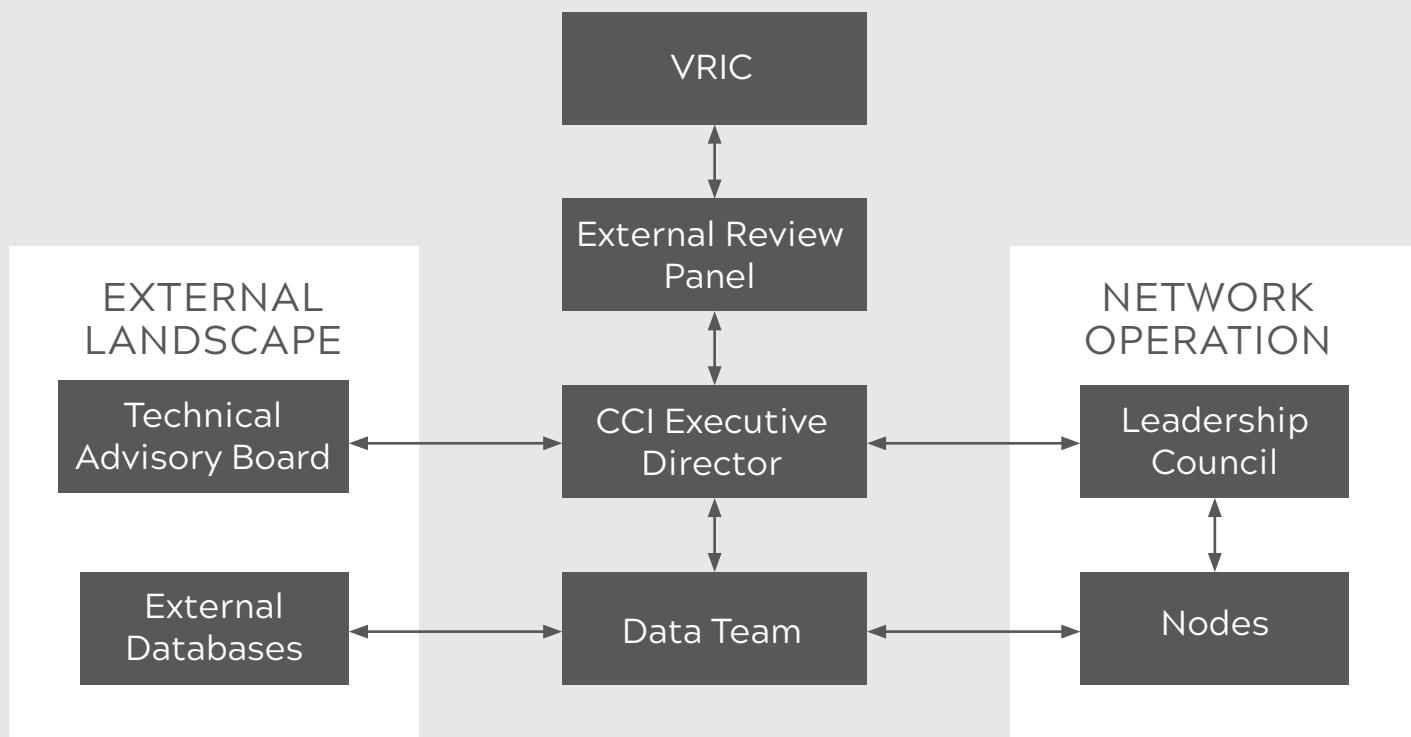 VRIC
External Review
Panel
EXTERNAL
LANDSCAPE
NETWORK
OPERATION
Technical
Advisory Board
CCI Executive
Director
Leadership
Council
External
Databases
Data Team
Nodes